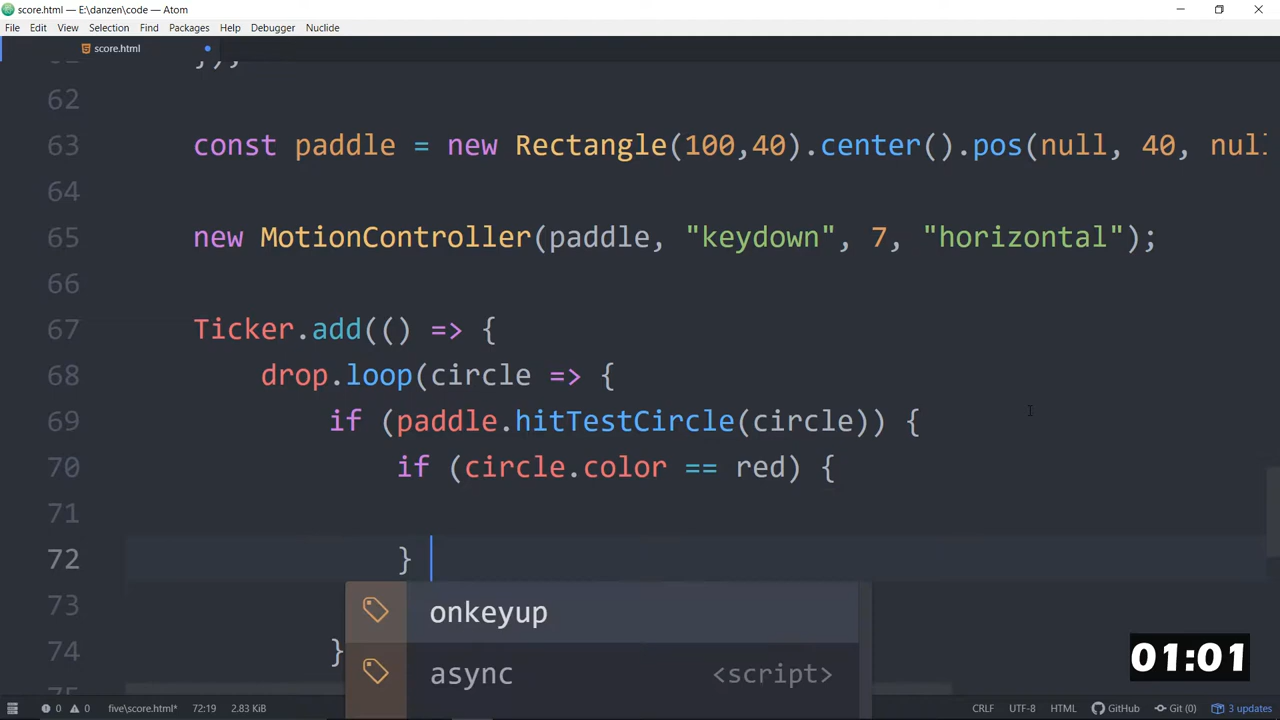 score.html — E:\danzen\code — Atom
File Edit View Selection Find Packages Help Debugger Nuclide
score.html
});
62
63 const paddle = new Rectangle(100,40).center().pos(null, 40, null
64
65 new MotionController(paddle, "keydown", 7, "horizontal");
66
67 Ticker.add(() => {
68 drop.loop(circle => {
69 if (paddle.hitTestCircle(circle)) {
70 if (circle.color == red) {
71
72 }
73
74 }
onkeyup
async <script>
01:01
0 0 five\score.html* 72:19 2.83 KiB CRLF UTF-8 HTML GitHub Git (0) 3 updates